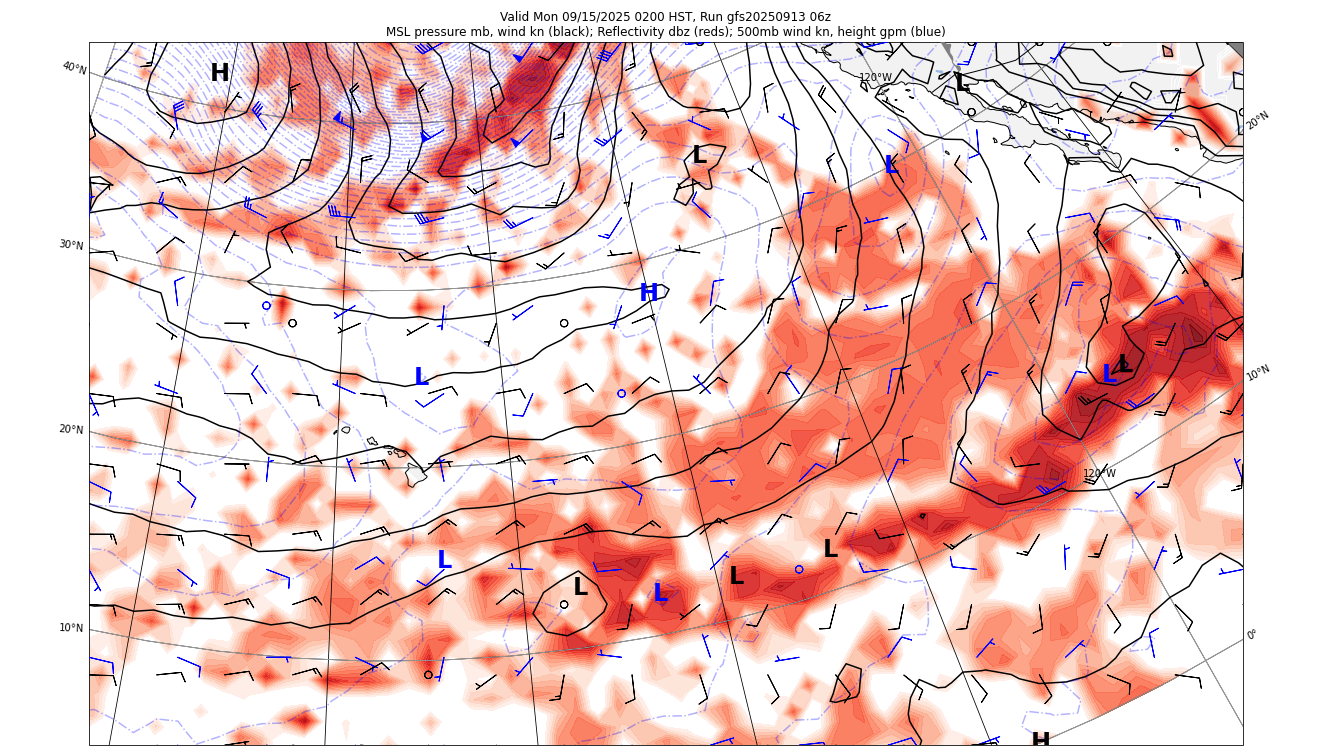 Valid Mon 09/15/2025 0200 HST, Run gfs20250913 06z
MSL pressure mb, wind kn (black); Reflectivity dbz (reds); 500mb wind kn, height gpm (blue)
40°N
H
120°W
L
20°N
L
L
30°N
H
L
L
L
10°N
20°N
120°W
L
L
L
L
L
10°N
0°
H